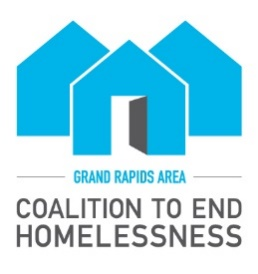 GRAND RAPIDS AREA
COALITION TO END
HOMELESSNESS